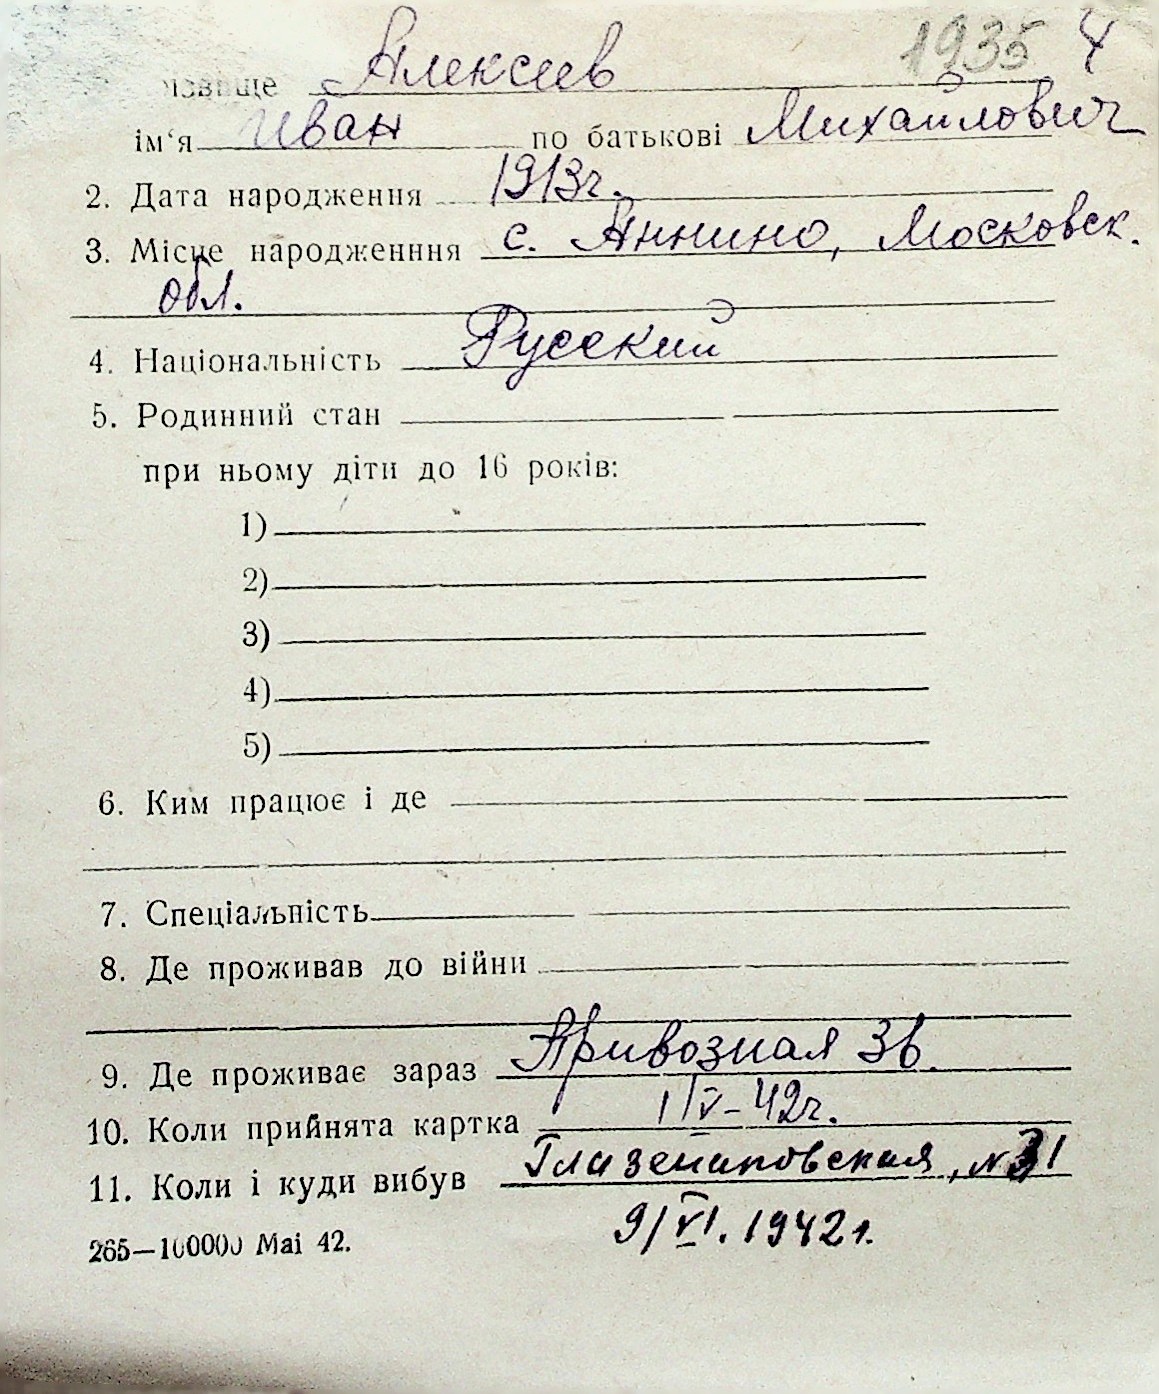 1935 4
різвище Алексеев
ім‘я Иван по батькові Михайлович
2. Дата народження 1913г.
3. Місце народженння с. Аннино, Московск.
обл.
4. Національність Русский
5. Родинний стан
при ньому діти до 16 років:
1)
2)
3)
4)
5)
6. Ким працює і де
7. Спеціальність
8. Де проживав до війни
9. Де проживає зараз Привозная 3в.
10. Коли прийнята картка 1/V-42г.
11. Коли і куди вибув Глазенаповская, №31
9/VI. 1942г.
265—100000 Mai 42.